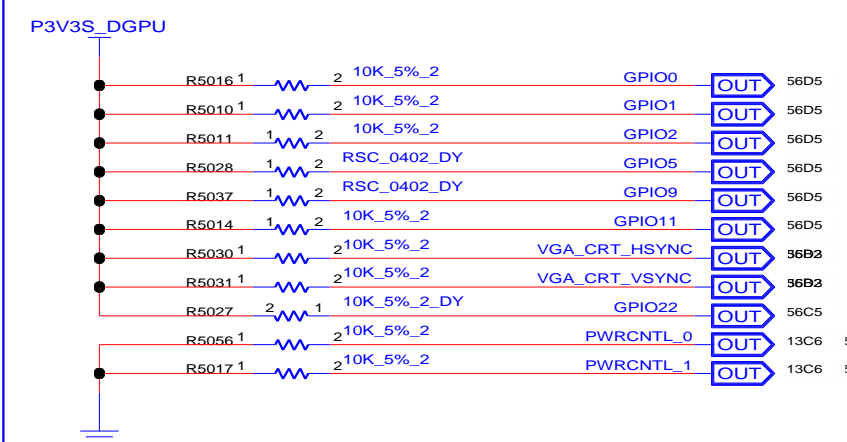 P3V3S_DGPU
R5016 1 2 10K_5%_2 GPIO0 OUT 56D5
R5010 1 2 10K_5%_2 GPIO1 OUT 56D5
R5011 1 2 10K_5%_2 GPIO2 OUT 56D5
R5028 1 2 RSC_0402_DY GPIO5 OUT 56D5
R5037 1 2 RSC_0402_DY GPIO9 OUT 56D5
R5014 1 2 10K_5%_2 GPIO11 OUT 56D5
R5030 1 2 10K_5%_2 VGA_CRT_HSYNC OUT
R5031 1 2 10K_5%_2 VGA_CRT_VSYNC OUT
R5027 2 1 10K_5%_2_DY GPIO22 OUT 56C5
R5056 1 2 10K_5%_2 PWRCNTL_0 OUT 13C6
R5017 1 2 10K_5%_2 PWRCNTL_1 OUT 13C6